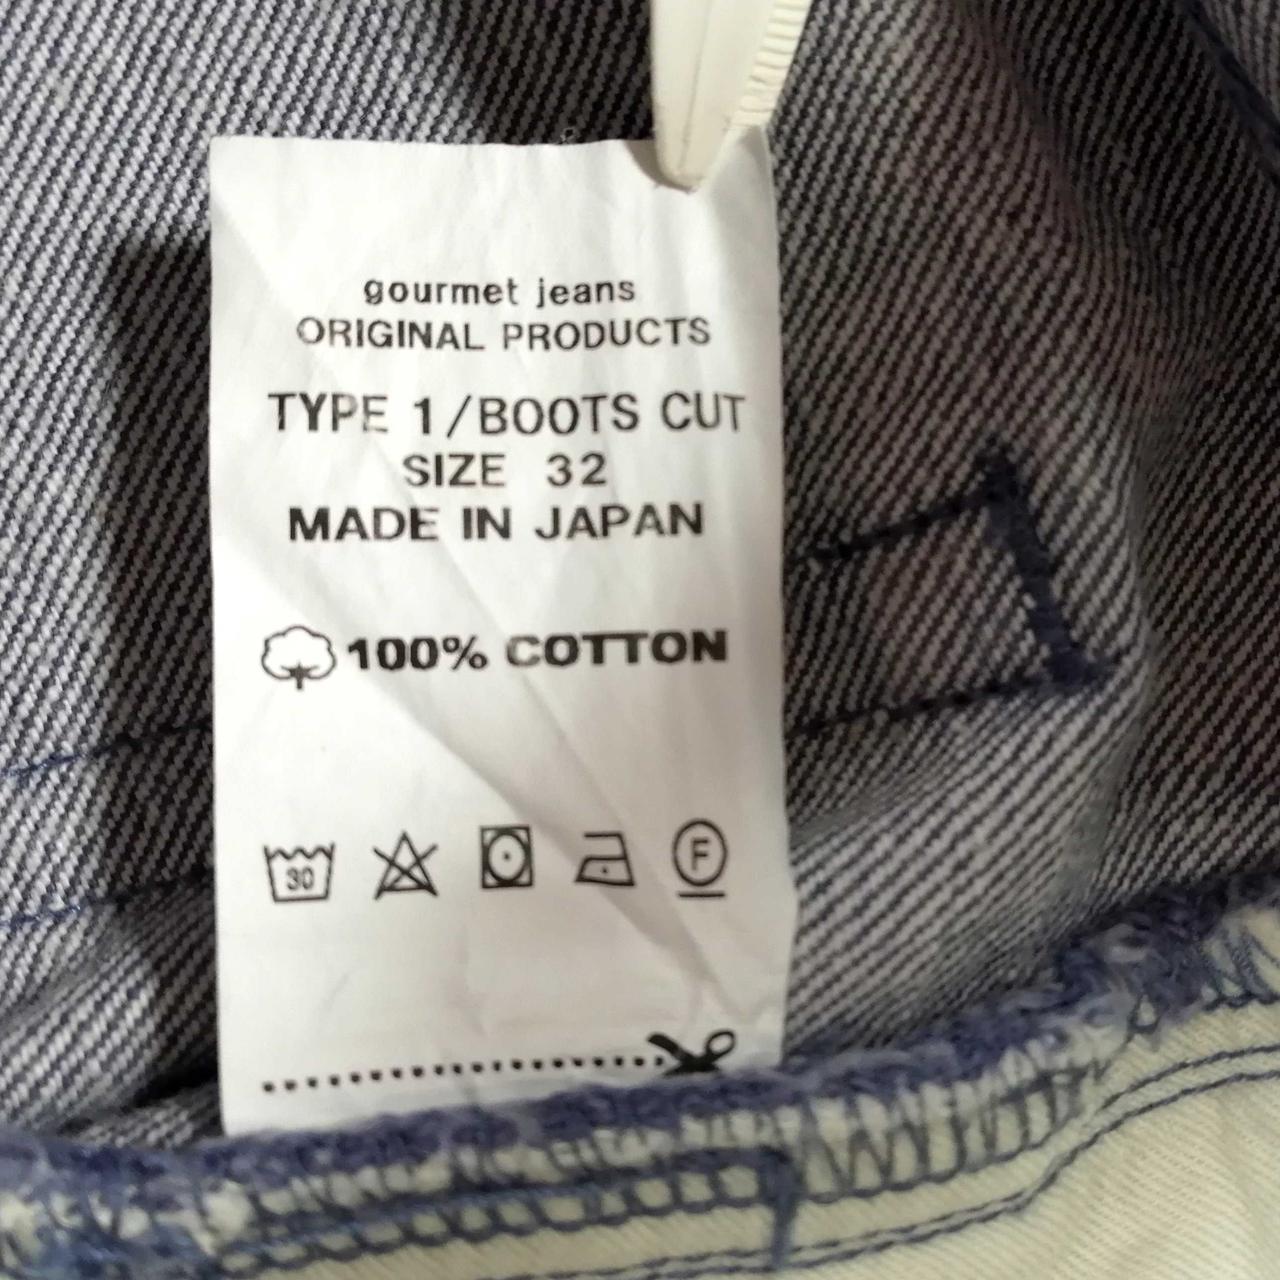 gourmet jeans
ORIGINAL PRODUCTS
TYPE 1/BOOTS CUT
SIZE 32
MADE IN JAPAN
100% COTTON
30
F